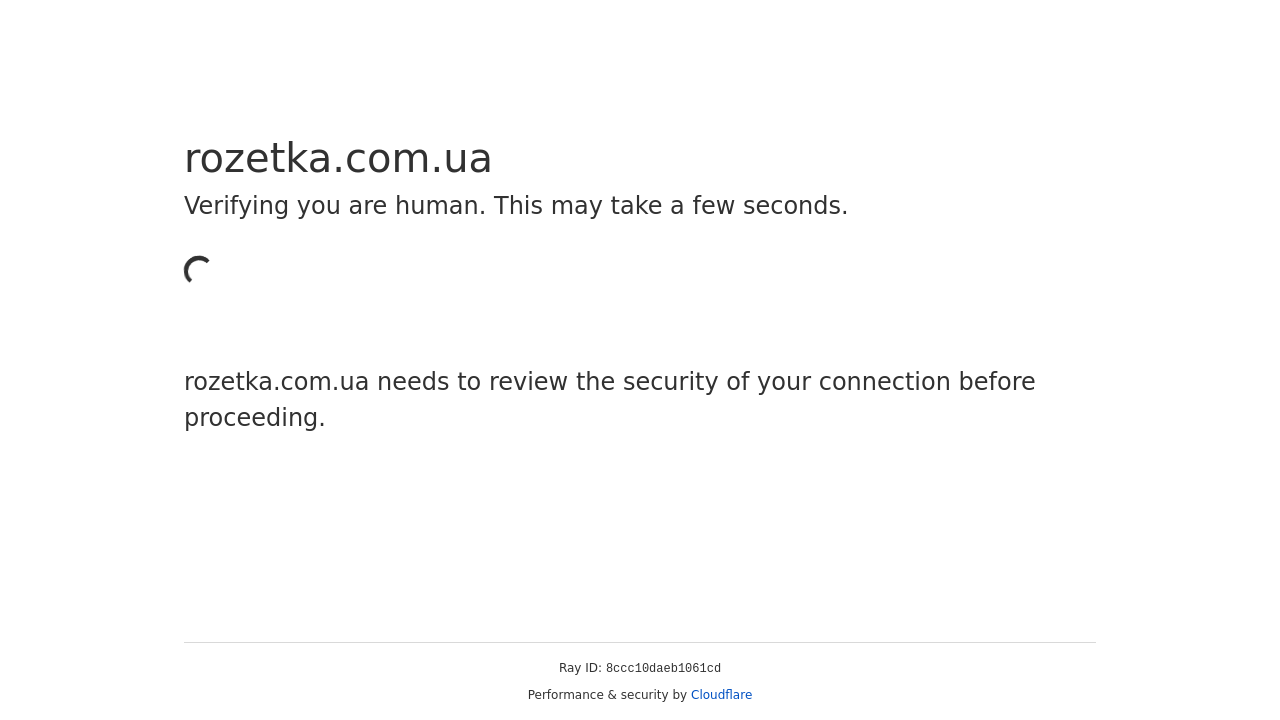 rozetka.com.ua
Verifying you are human. This may take a few seconds.
rozetka.com.ua needs to review the security of your connection before
proceeding.
Ray ID: 8ccc10daeb1061cd
Performance & security by Cloudflare